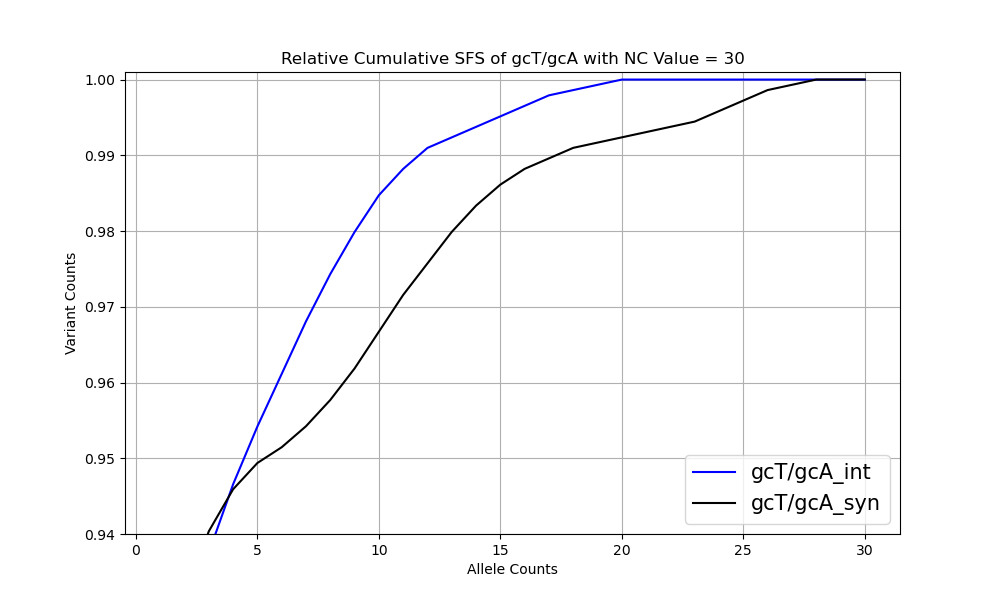 Relative Cumulative SFS of gcT/gcA with NC Value = 30
1.00
0.99
0.98
0.97
0.96
0.95
0.94
Variant Counts
0 5 10 15 20 25 30
Allele Counts
gcT/gcA_int
gcT/gcA_syn